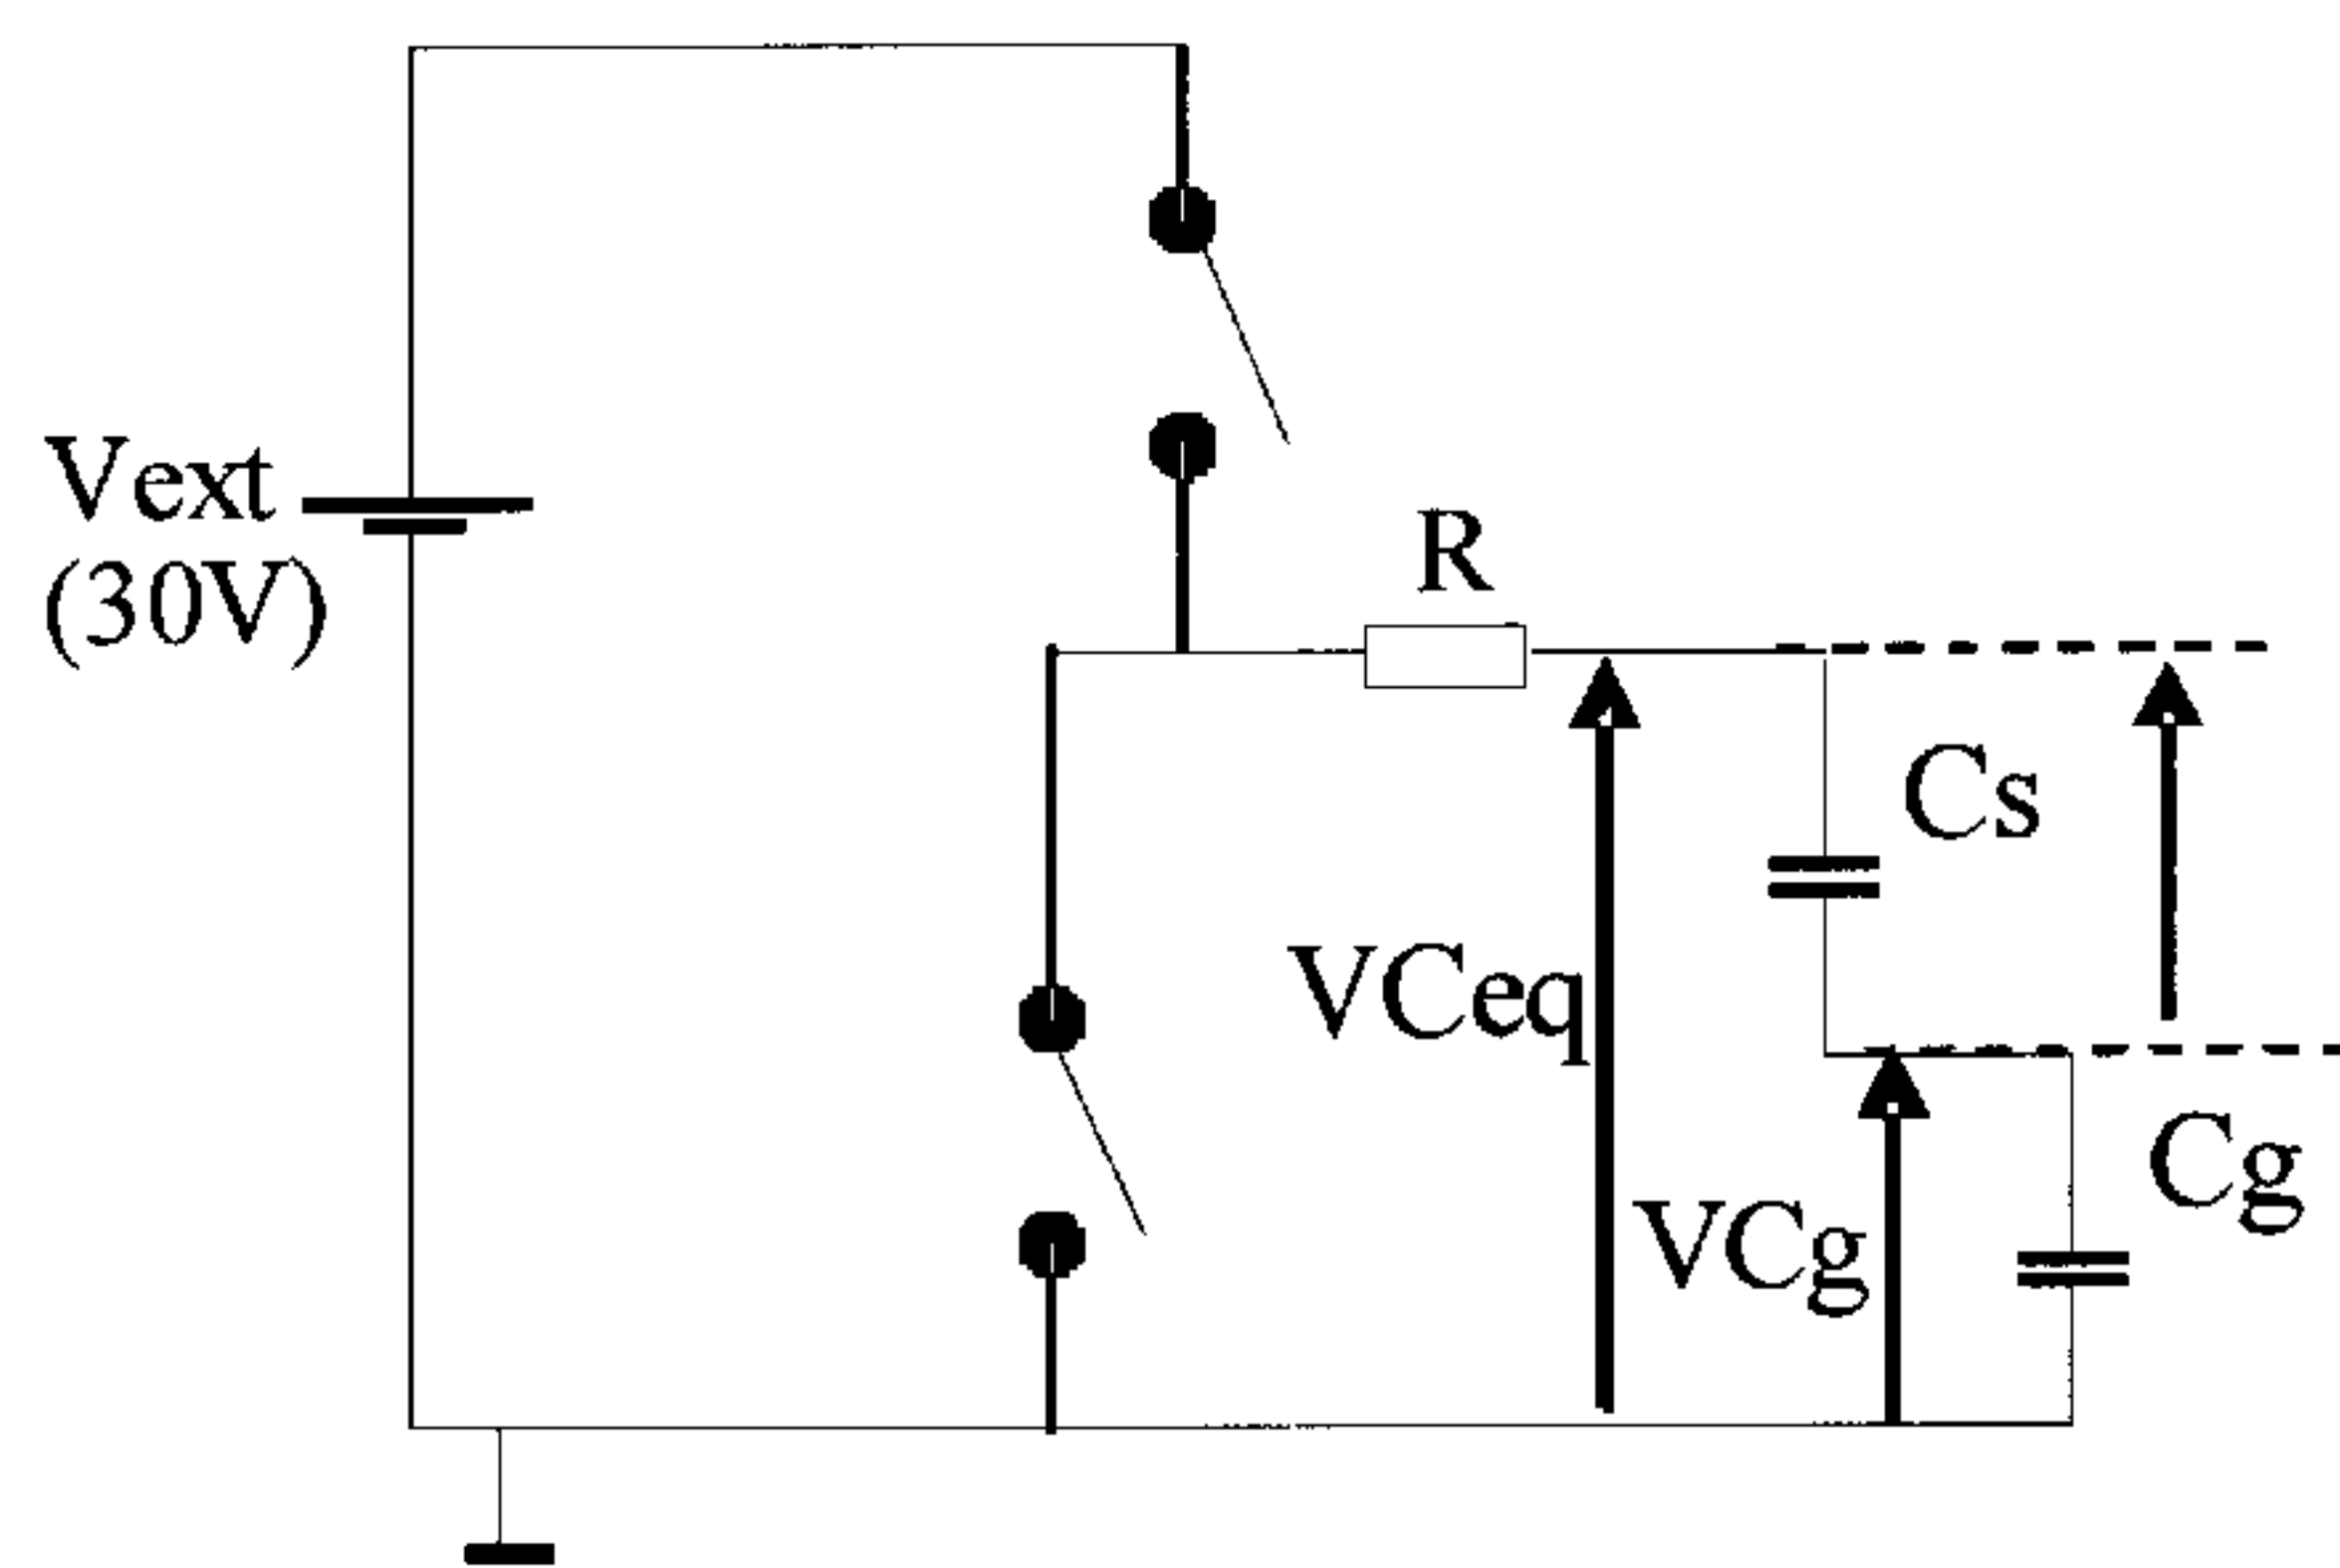 Vext
(30V)
R
Cs
VCeq
Cg
VCg